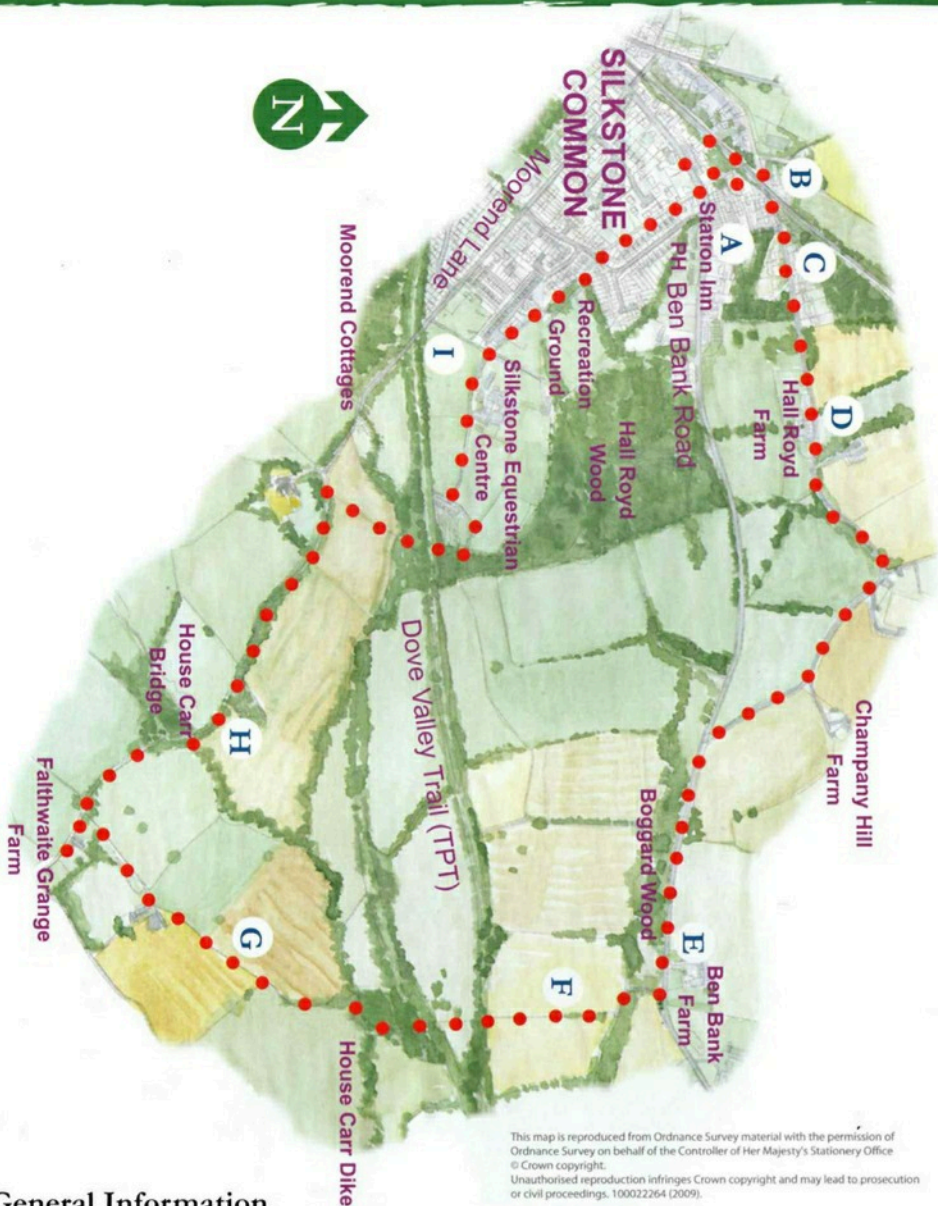 N
SILKSTONE
COMMON
Moorend Lane
B
A
C
Station Inn
PH
Ben Bank Road
Moorend Cottages
I
Recreation
Ground
Silkstone Equestrian
Centre
Hall Royd
Wood
Hall Royd
Farm
D
Dove Valley Trail (TPT)
Champany Hill
Farm
House Carr
Bridge
H
Boggard Wood
E
Ben Bank
Farm
Falthwaite Grange
Farm
G
F
House Carr Dike
This map is reproduced from Ordnance Survey material with the permission of
Ordnance Survey on behalf of the Controller of Her Majesty's Stationery Office
© Crown copyright.
Unauthorised reproduction infringes Crown copyright and may lead to prosecution
or civil proceedings. 100022264 (2009).
General Information